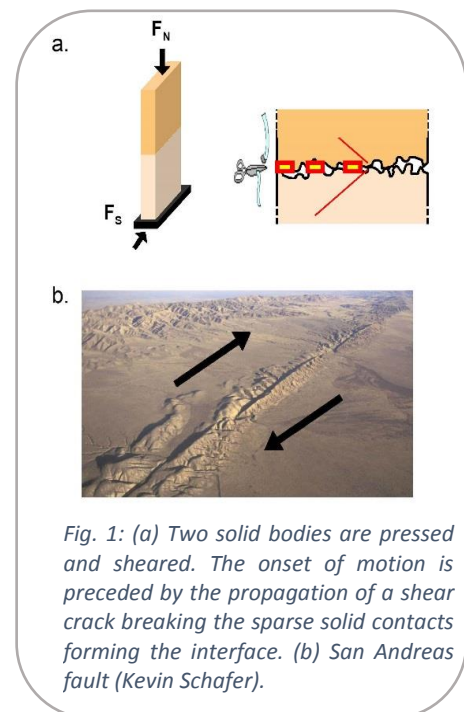 a.
F_N
F_S
b.
Fig. 1: (a) Two solid bodies are pressed
and sheared. The onset of motion is
preceded by the propagation of a shear
crack breaking the sparse solid contacts
forming the interface. (b) San Andreas
fault (Kevin Schafer).